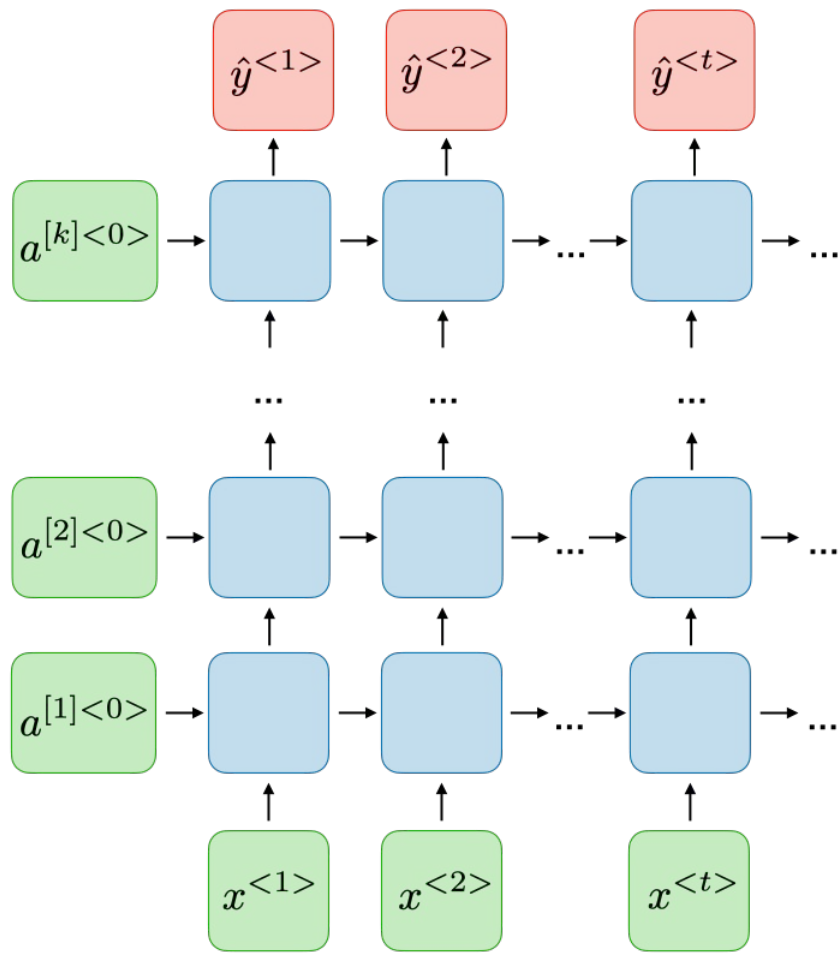 ŷ<1> ŷ<2> ŷ<t>
a[k]<0> ... ...
... ... ...
a[2]<0> ... ...
a[1]<0> ... ...
x<1> x<2> x<t>